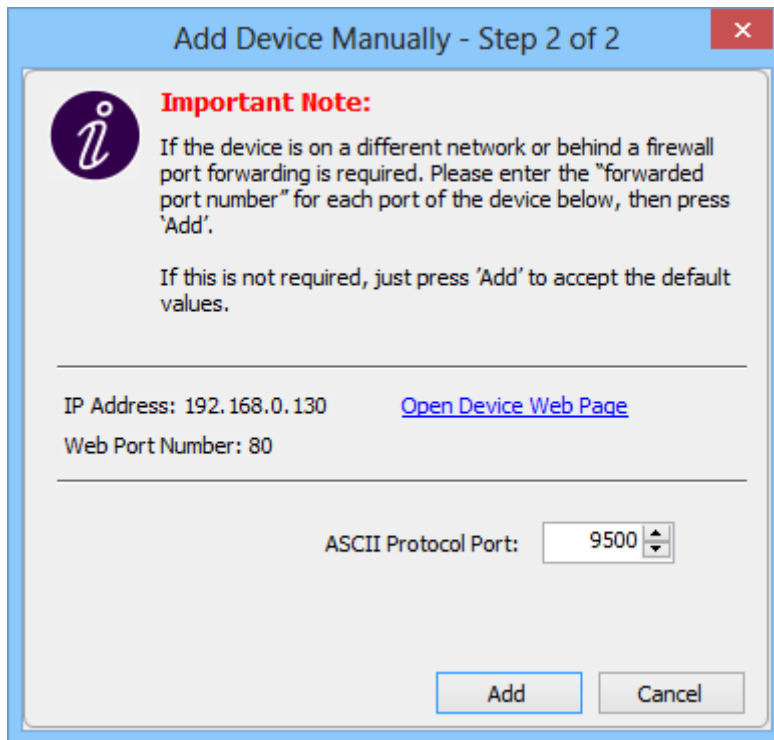 Add Device Manually - Step 2 of 2
Important Note:
If the device is on a different network or behind a firewall
port forwarding is required. Please enter the “forwarded
port number” for each port of the device below, then press
‘Add’.
If this is not required, just press ’Add’ to accept the default
values.
IP Address: 192.168.0.130 Open Device Web Page
Web Port Number: 80
ASCII Protocol Port: 9500
Add Cancel